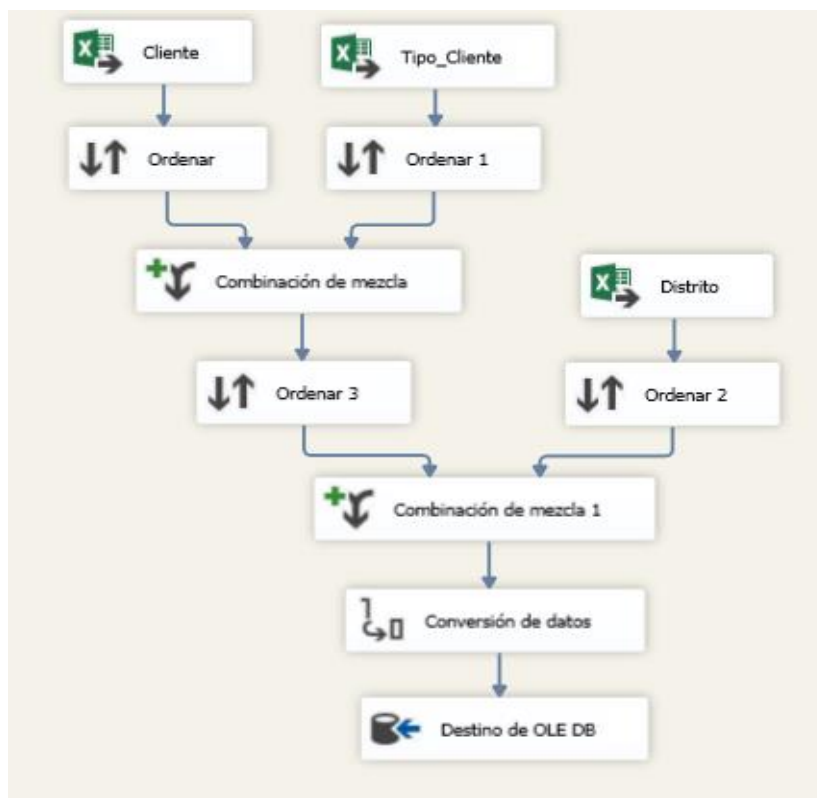 Cliente
Tipo_Cliente
Ordenar
Ordenar 1
Combinación de mezcla
Distrito
Ordenar 3
Ordenar 2
Combinación de mezcla 1
Conversión de datos
Destino de OLE DB